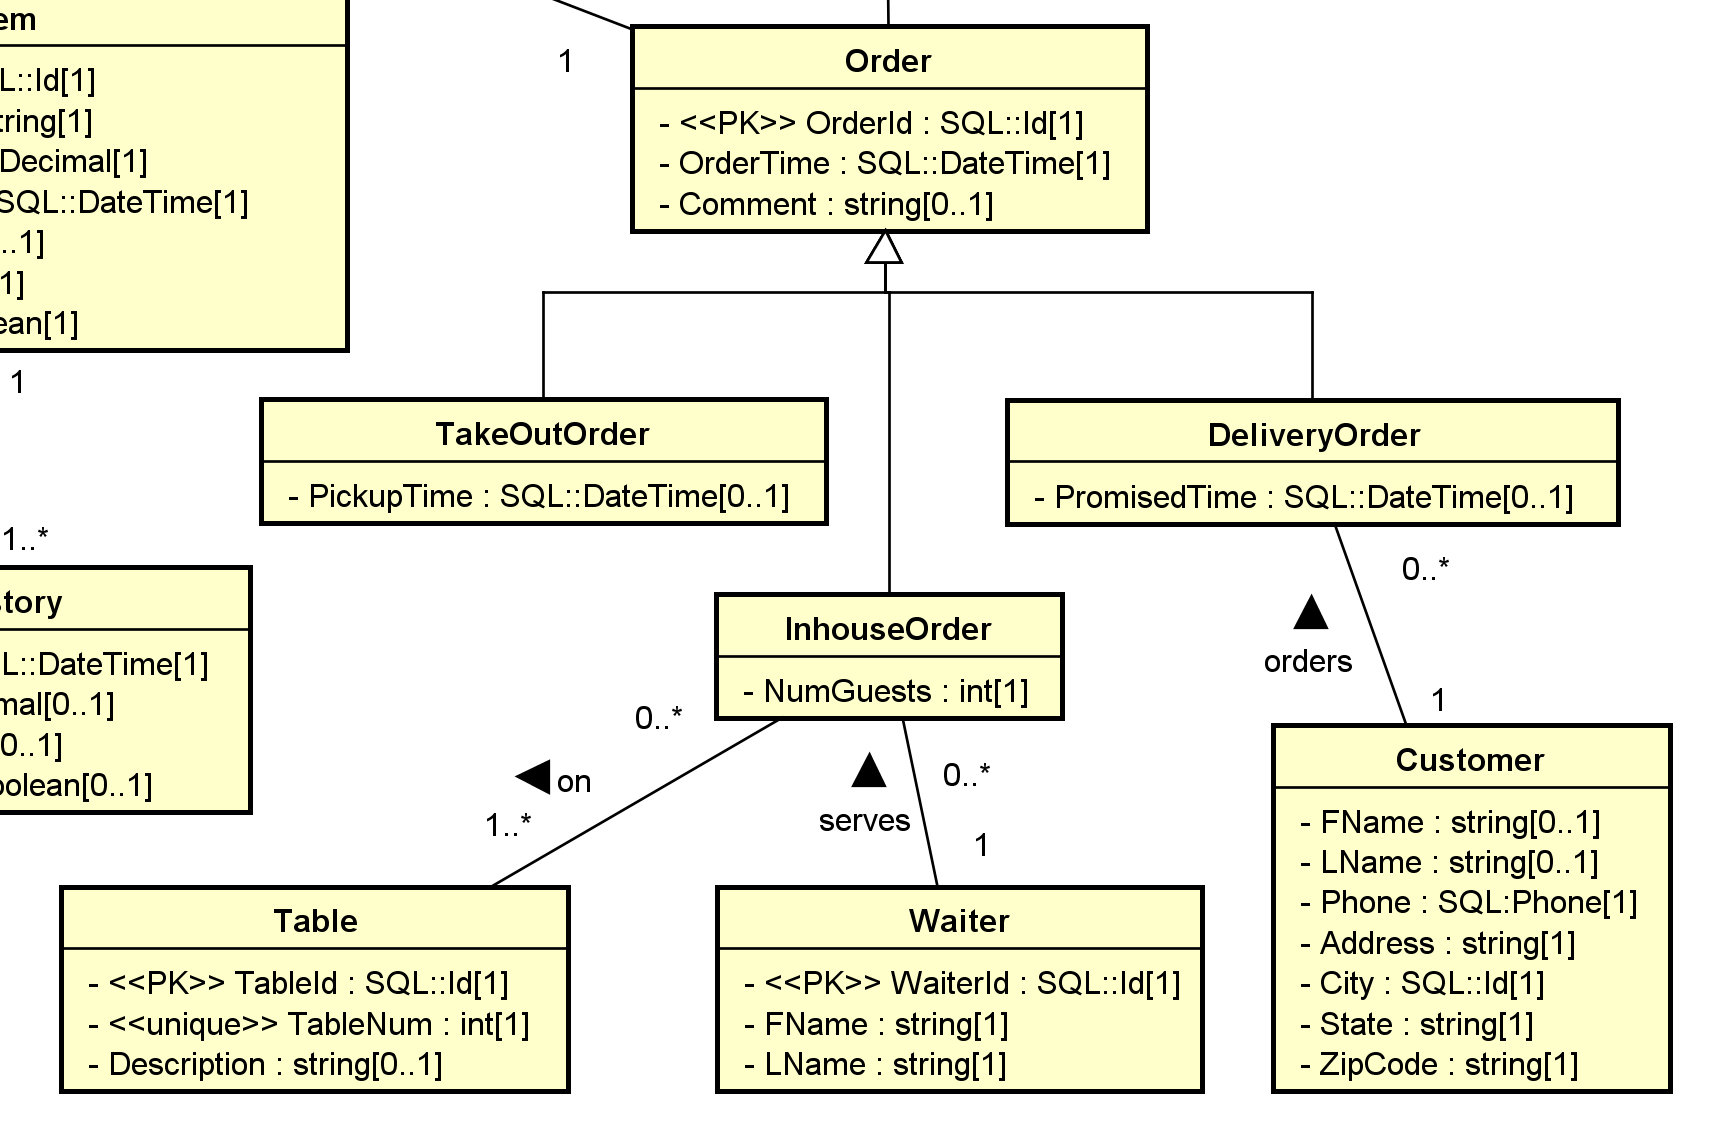 em
L::Id[1]
tring[1]
Decimal[1]
SQL::DateTime[1]
..1]
1]
ean[1]
1
1..*
story
L::DateTime[1]
mal[0..1]
0..1]
oolean[0..1]
1
Order
- <<PK>> OrderId : SQL::Id[1]
- OrderTime : SQL::DateTime[1]
- Comment : string[0..1]
TakeOutOrder
- PickupTime : SQL::DateTime[0..1]
DeliveryOrder
- PromisedTime : SQL::DateTime[0..1]
0..*
orders
1
InhouseOrder
- NumGuests : int[1]
0..*
on
1..*
0..*
serves
1
Table
- <<PK>> TableId : SQL::Id[1]
- <<unique>> TableNum : int[1]
- Description : string[0..1]
Waiter
- <<PK>> WaiterId : SQL::Id[1]
- FName : string[1]
- LName : string[1]
Customer
- FName : string[0..1]
- LName : string[0..1]
- Phone : SQL:Phone[1]
- Address : string[1]
- City : SQL::Id[1]
- State : string[1]
- ZipCode : string[1]